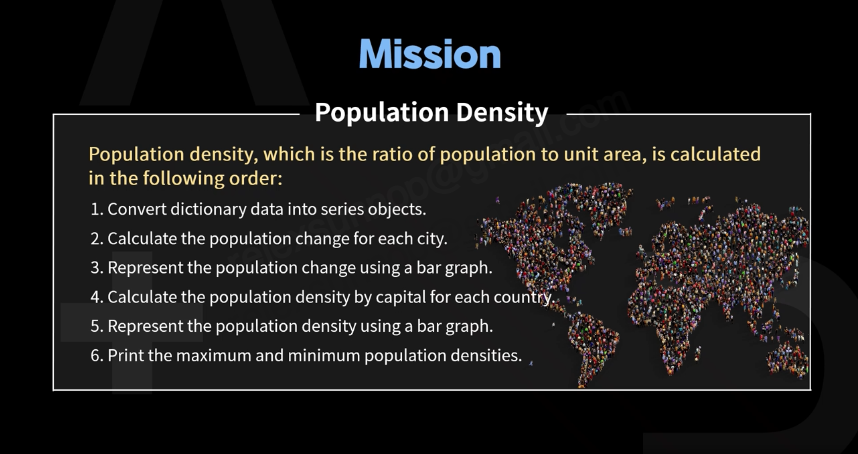 Mission
Population Density
Population density, which is the ratio of population to unit area, is calculated
in the following order:
1. Convert dictionary data into series objects.
2. Calculate the population change for each city.
3. Represent the population change using a bar graph.
4. Calculate the population density by capital for each country.
5. Represent the population density using a bar graph.
6. Print the maximum and minimum population densities.